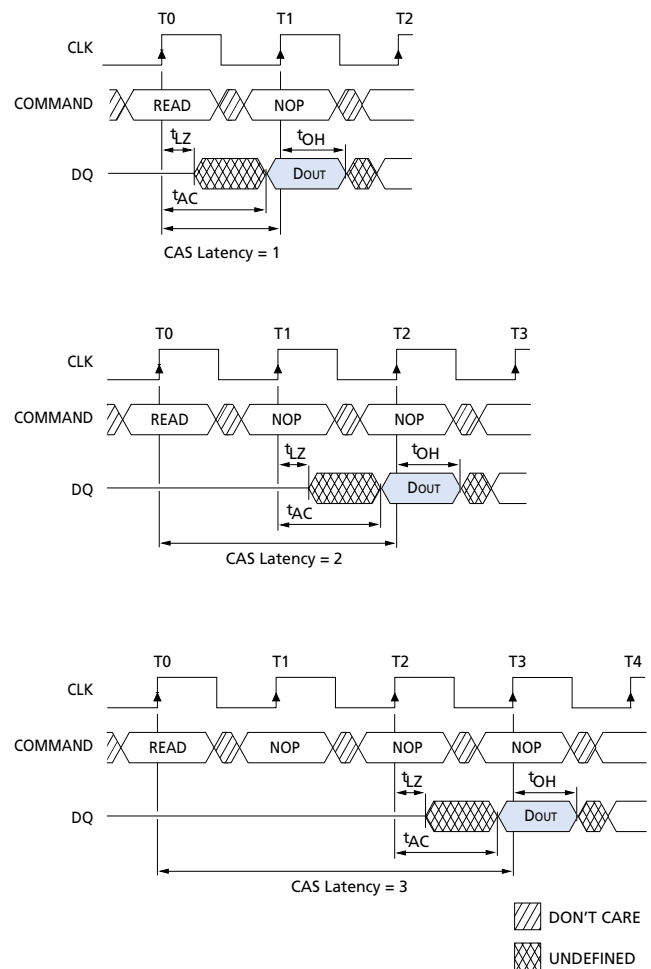 T0 T1 T2
CLK
COMMAND READ NOP
tLZ tOH
DQ DOUT
tAC
CAS Latency = 1
T0 T1 T2 T3
CLK
COMMAND READ NOP NOP
tLZ tOH
DQ DOUT
tAC
CAS Latency = 2
T0 T1 T2 T3 T4
CLK
COMMAND READ NOP NOP NOP
tLZ tOH
DQ DOUT
tAC
CAS Latency = 3
DON'T CARE
UNDEFINED